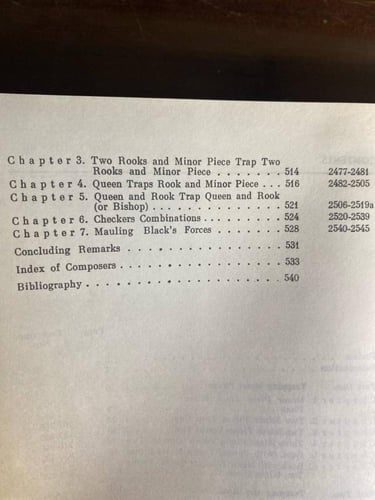 Chapter 3. Two Rooks and Minor Piece Trap Two
Rooks and Minor Piece . . . . . . . 514 2477-2481
Chapter 4. Queen Traps Rook and Minor Piece . . . 516 2482-2505
Chapter 5. Queen and Rook Trap Queen and Rook
(or Bishop) . . . . . . . . . . . . . 521 2506-2519a
Chapter 6. Checkers Combinations . . . . . . . . 524 2520-2539
Chapter 7. Mauling Black's Forces . . . . . . . 528 2540-2545
Concluding Remarks . . . . . . . . . . . . . 531
Index of Composers . . . . . . . . . . . . . . . 533
Bibliography . . . . . . . . . . . . . . . . . . 540